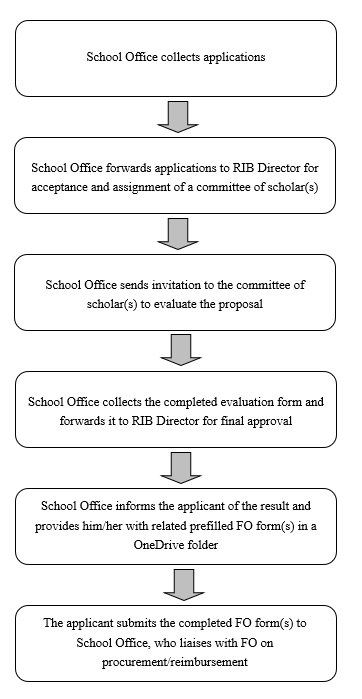 School Office collects applications
School Office forwards applications to RIB Director for
acceptance and assignment of a committee of scholar(s)
School Office sends invitation to the committee of
scholar(s) to evaluate the proposal
School Office collects the completed evaluation form and
forwards it to RIB Director for final approval
School Office informs the applicant of the result and
provides him/her with related prefilled FO form(s) in a
OneDrive folder
The applicant submits the completed FO form(s) to
School Office, who liaises with FO on
procurement/reimbursement